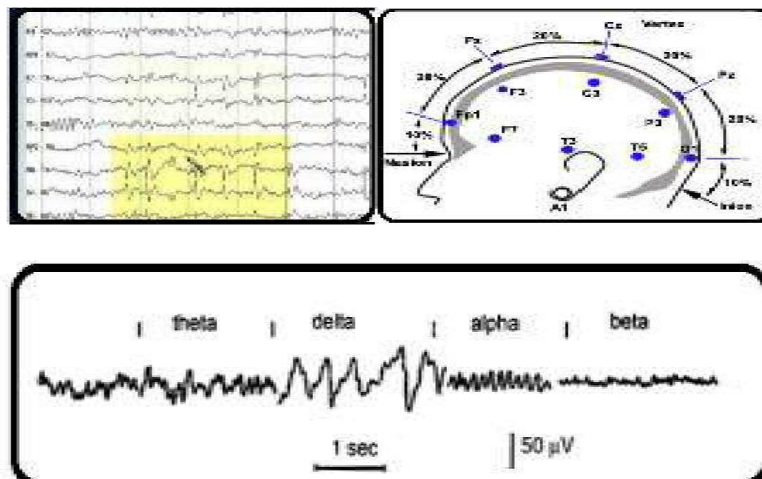 Cz Vertex
20%
Fz
20%
20%
F3
C3
Pz
Fp1
P3
20%
10%
F7
T3
T5
O1
Nasion
10%
A1
Inion
theta delta alpha beta
1 sec
50 µV